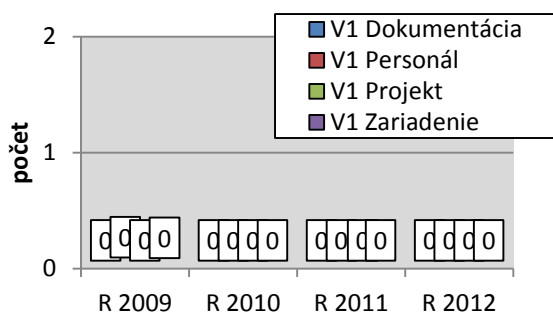 2
V1 Dokumentácia
V1 Personál
V1 Projekt
V1 Zariadenie
počet
1
0 0 0 0 0 0 0 0 0 0 0 0 0 0 0 0
0
R 2009 R 2010 R 2011 R 2012